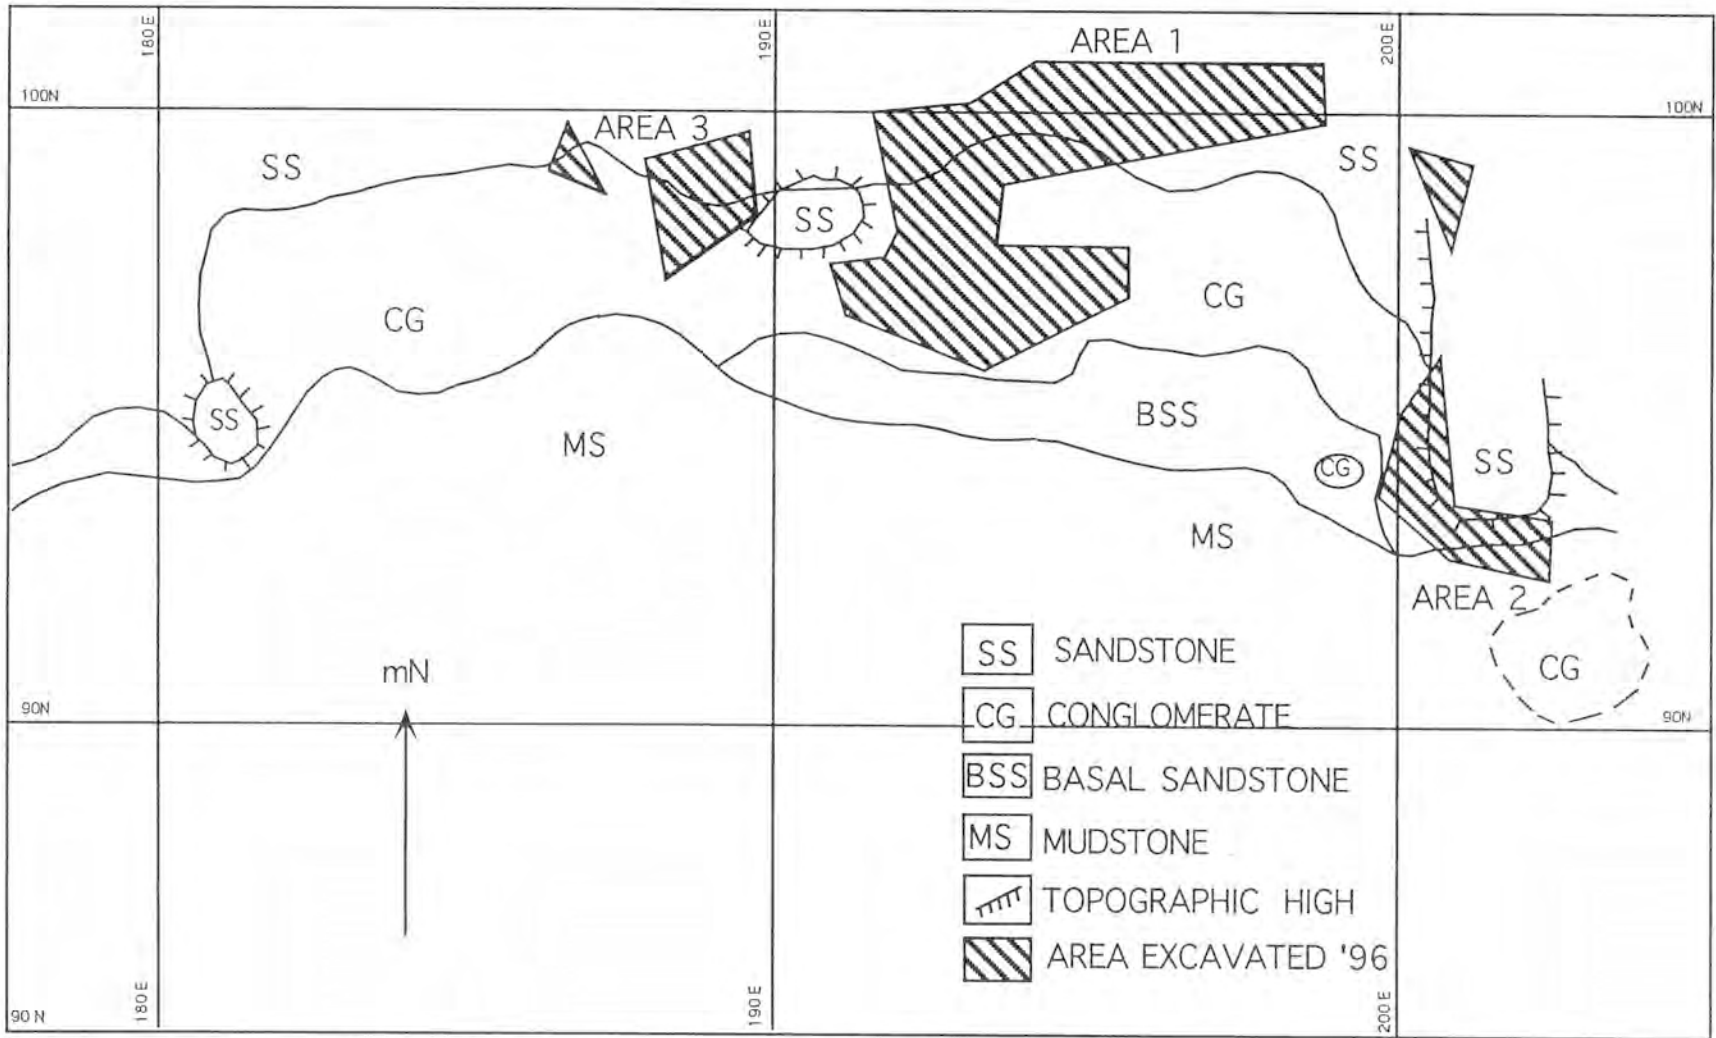 180E
190E
AREA 1
200E
100N
100N
AREA 3
SS
SS
SS
CG
CG
SS
MS
BSS
CG
SS
MS
AREA 2
SS SANDSTONE
mN
CG
CG CONGLOMERATE
90N
90N
BSS BASAL SANDSTONE
MS MUDSTONE
TOPOGRAPHIC HIGH
AREA EXCAVATED '96
90 N
180 E
190 E
200 E